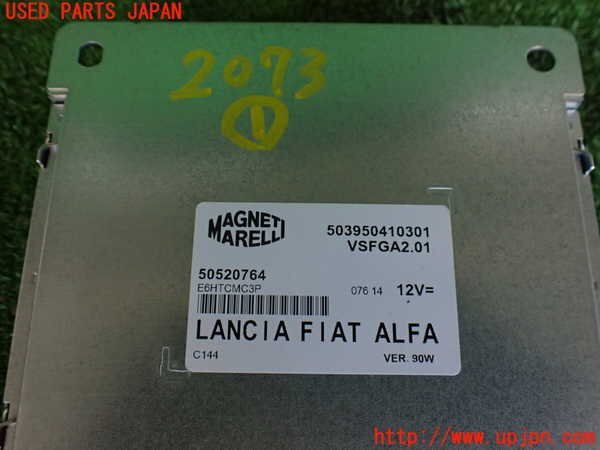 USED PARTS JAPAN
2073
1
MAGNETI MARELLI
503950410301
VSFGA2.01
50520764
E6HTCMC3P
076 14 12V=
LANCIA FIAT ALFA
C144
VER. 90W
http://www.upjpn.com/